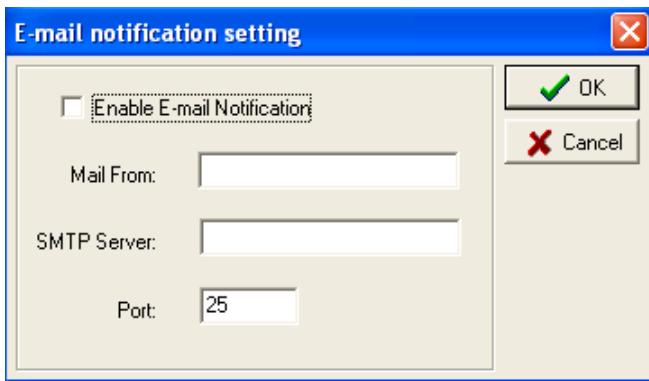 E-mail notification setting
Enable E-mail Notification
OK
Cancel
Mail From:
SMTP Server:
Port: 25